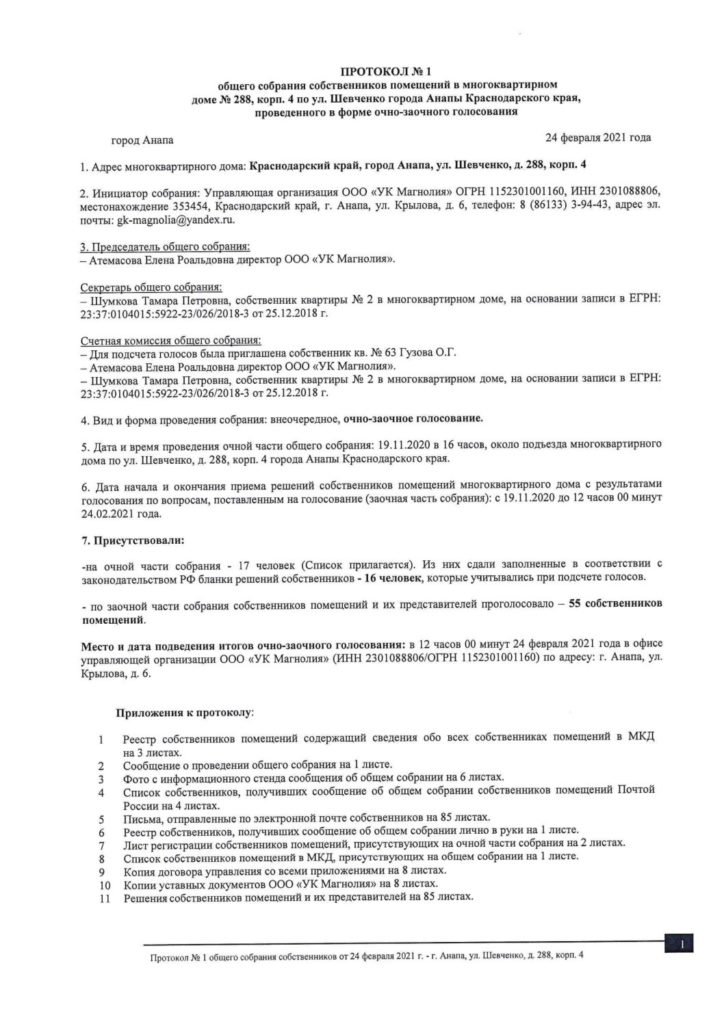 ПРОТОКОЛ № 1
общего собрания собственников помещений в многоквартирном
доме № 288, корп. 4 по ул. Шевченко города Анапы Краснодарского края,
проведенного в форме очно-заочного голосования
город Анапа 24 февраля 2021 года
1. Адрес многоквартирного дома: Краснодарский край, город Анапа, ул. Шевченко, д. 288, корп. 4
2. Инициатор собрания: Управляющая организация ООО «УК Магнолия» ОГРН 1152301001160, ИНН 2301088806,
местонахождение 353454, Краснодарский край, г. Анапа, ул. Крылова, д. 6, телефон: 8 (86133) 3-94-43, адрес эл.
почты: gk-magnolia@yandex.ru.
3. Председатель общего собрания:
– Атемасова Елена Роальдовна директор ООО «УК Магнолия».
Секретарь общего собрания:
– Шумкова Тамара Петровна, собственник квартиры № 2 в многоквартирном доме, на основании записи в ЕГРН:
23:37:0104015:5922-23/026/2018-3 от 25.12.2018 г.
Счетная комиссия общего собрания:
– Для подсчета голосов была приглашена собственник кв. № 63 Гузова О.Г.
– Атемасова Елена Роальдовна директор ООО «УК Магнолия».
– Шумкова Тамара Петровна, собственник квартиры № 2 в многоквартирном доме, на основании записи в ЕГРН:
23:37:0104015:5922-23/026/2018-3 от 25.12.2018 г.
4. Вид и форма проведения собрания: внеочередное, очно-заочное голосование.
5. Дата и время проведения очной части общего собрания: 19.11.2020 в 16 часов, около подъезда многоквартирного
дома по ул. Шевченко, д. 288, корп. 4 города Анапы Краснодарского края.
6. Дата начала и окончания приема решений собственников помещений многоквартирного дома с результатами
голосования по вопросам, поставленным на голосование (заочная часть собрания): с 19.11.2020 до 12 часов 00 минут
24.02.2021 года.
7. Присутствовали:
-на очной части собрания - 17 человек (Список прилагается). Из них сдали заполненные в соответствии с
законодательством РФ бланки решений собственников - 16 человек, которые учитывались при подсчете голосов.
- по заочной части собрания собственников помещений и их представителей проголосовало – 55 собственников
помещений.
Место и дата подведения итогов очно-заочного голосования: в 12 часов 00 минут 24 февраля 2021 года в офисе
управляющей организации ООО «УК Магнолия» (ИНН 2301088806/ОГРН 1152301001160) по адресу: г. Анапа, ул.
Крылова, д. 6.
Приложения к протоколу:
1 Реестр собственников помещений содержащий сведения обо всех собственниках помещений в МКД
на 3 листах.
2 Сообщение о проведении общего собрания на 1 листе.
3 Фото с информационного стенда сообщения об общем собрании на 6 листах.
4 Список собственников, получивших сообщение об общем собрании собственников помещений Почтой
России на 4 листах.
5 Письма, отправленные по электронной почте собственников на 85 листах.
6 Реестр собственников, получивших сообщение об общем собрании лично в руки на 1 листе.
7 Лист регистрации собственников помещений, присутствующих на очной части собрания на 2 листах.
8 Список собственников помещений в МКД, присутствующих на общем собрании на 1 листе.
9 Копия договора управления со всеми приложениями на 8 листах.
10 Копии уставных документов ООО «УК Магнолия» на 8 листах.
11 Решения собственников помещений и их представителей на 85 листах.
1
Протокол № 1 общего собрания собственников от 24 февраля 2021 г. - г. Анапа, ул. Шевченко, д. 288, корп. 4